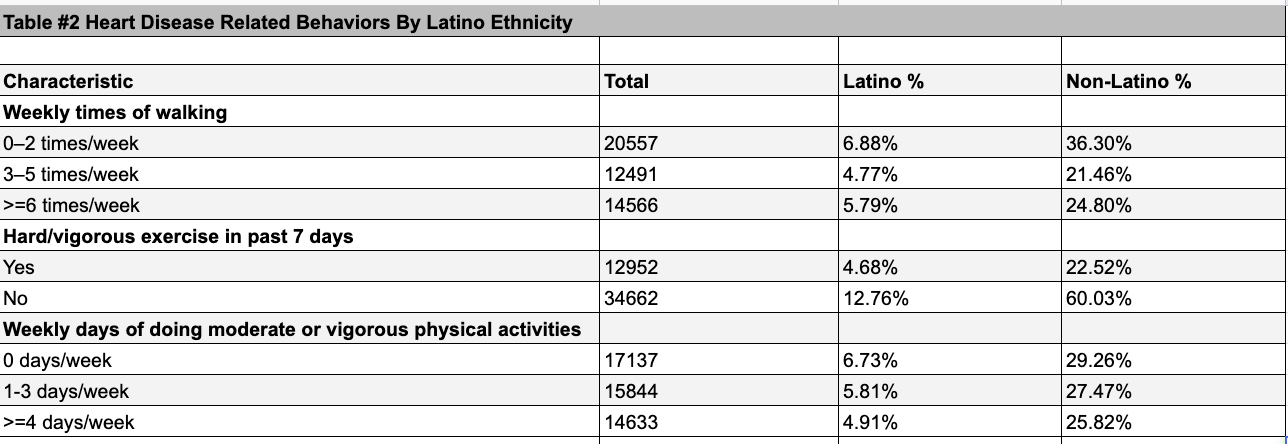 Table #2 Heart Disease Related Behaviors By Latino Ethnicity
Characteristic Total Latino % Non-Latino %
Weekly times of walking
0–2 times/week 20557 6.88% 36.30%
3–5 times/week 12491 4.77% 21.46%
>=6 times/week 14566 5.79% 24.80%
Hard/vigorous exercise in past 7 days
Yes 12952 4.68% 22.52%
No 34662 12.76% 60.03%
Weekly days of doing moderate or vigorous physical activities
0 days/week 17137 6.73% 29.26%
1-3 days/week 15844 5.81% 27.47%
>=4 days/week 14633 4.91% 25.82%